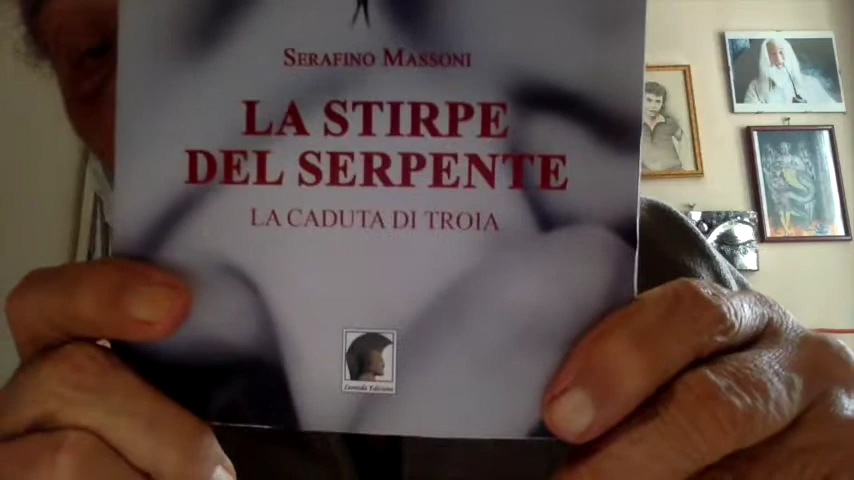 SERAFINO MASSONI
LA STIRPE
DEL SERPENTE
LA CADUTA DI TROIA